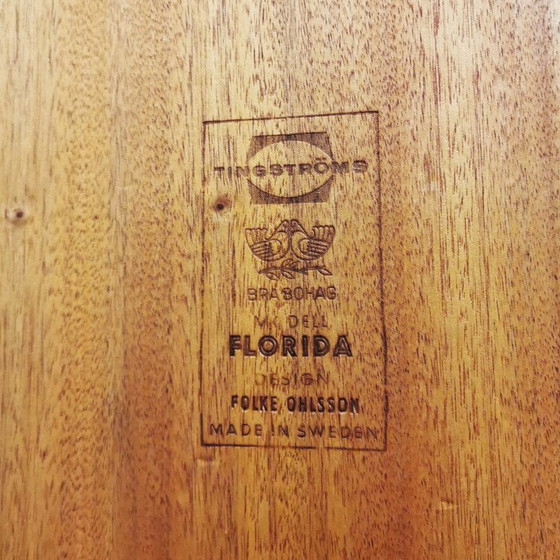 TINGSTRÖMS
BRA BOHAG
MODELL
FLORIDA
DESIGN
FOLKE OHLSSON
MADE IN SWEDEN